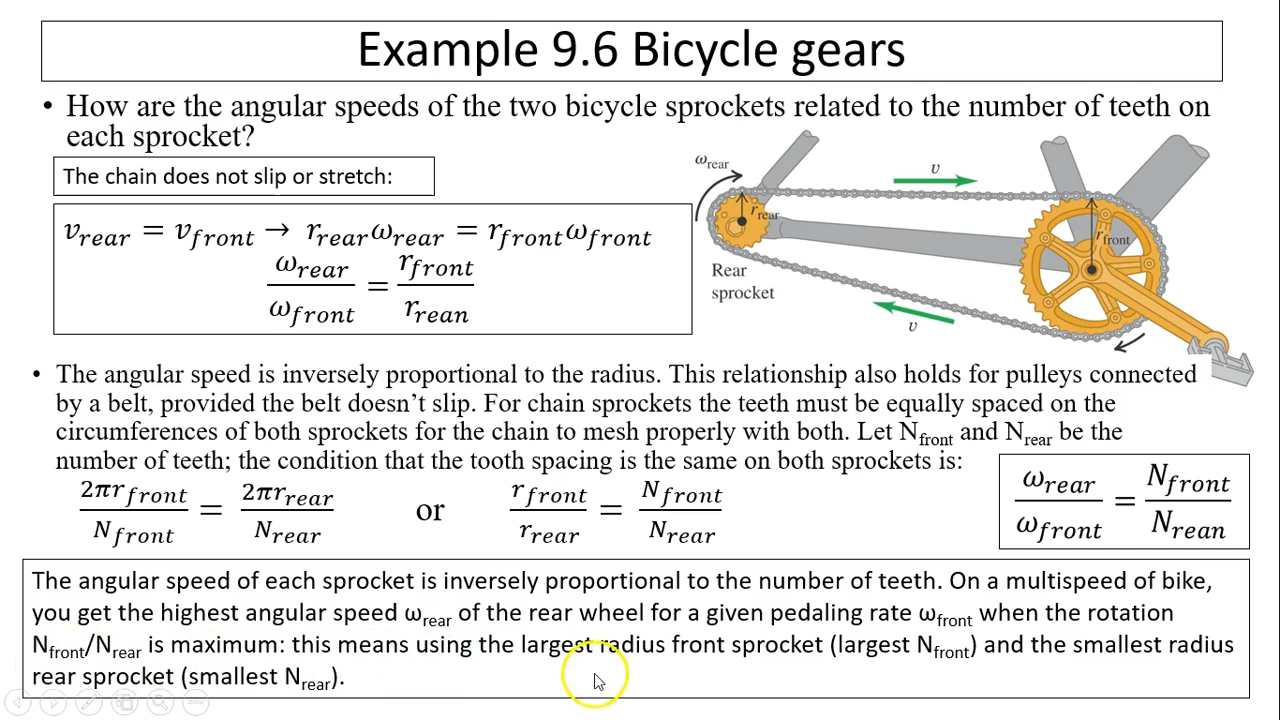 Example 9.6 Bicycle gears
• How are the angular speeds of the two bicycle sprockets related to the number of teeth on
each sprocket?
The chain does not slip or stretch:
v_rear = v_front → r_rear ω_rear = r_front ω_front
ω_rear / ω_front = r_front / r_rean
ω_rear
v
r_rear
r_front
Rear
sprocket
v
• The angular speed is inversely proportional to the radius. This relationship also holds for pulleys connected
by a belt, provided the belt doesn’t slip. For chain sprockets the teeth must be equally spaced on the
circumferences of both sprockets for the chain to mesh properly with both. Let N_front and N_rear be the
number of teeth; the condition that the tooth spacing is the same on both sprockets is:
2πr_front / N_front = 2πr_rear / N_rear or r_front / r_rear = N_front / N_rear
ω_rear / ω_front = N_front / N_rean
The angular speed of each sprocket is inversely proportional to the number of teeth. On a multispeed of bike,
you get the highest angular speed ω_rear of the rear wheel for a given pedaling rate ω_front when the rotation
N_front/N_rear is maximum: this means using the largest radius front sprocket (largest N_front) and the smallest radius
rear sprocket (smallest N_rear).